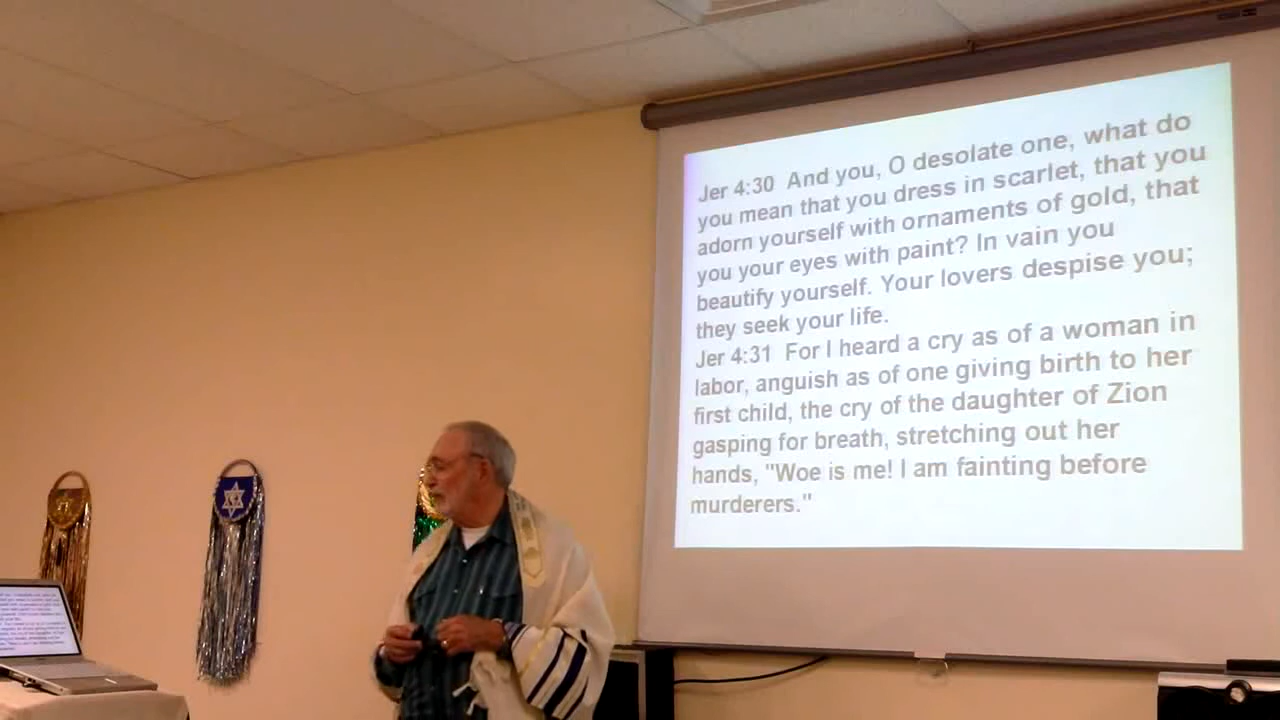 Jer 4:30 And you, O desolate one, what do
you mean that you dress in scarlet, that you
adorn yourself with ornaments of gold, that
you your eyes with paint? In vain you
beautify yourself. Your lovers despise you;
they seek your life.
Jer 4:31 For I heard a cry as of a woman in
labor, anguish as of one giving birth to her
first child, the cry of the daughter of Zion
gasping for breath, stretching out her
hands, "Woe is me! I am fainting before
murderers."